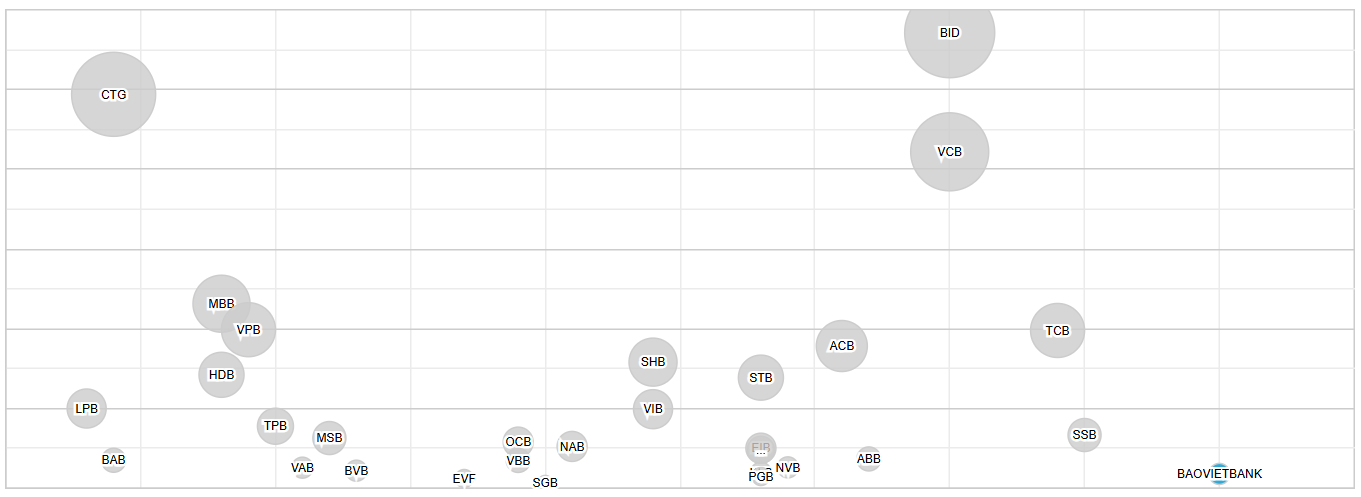 BID
CTG
VCB
MBB
VPB
TCB
ACB
SHB
HDB
STB
LPB
VIB
TPB
MSB
SSB
OCB
NAB
EIB
...
BAB
VBB
ABB
VAB
BVB
NVB
PGB
EVF
SGB
BAOVIETBANK